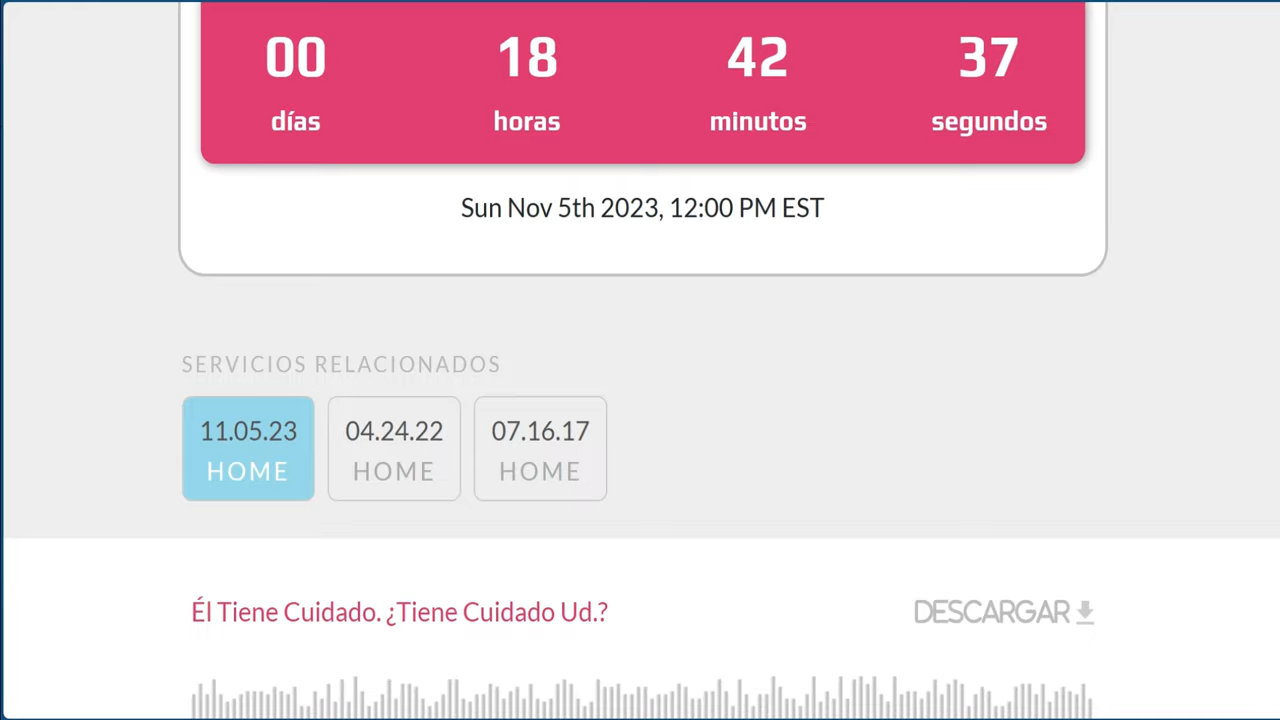 00 18 42 37
días horas minutos segundos
Sun Nov 5th 2023, 12:00 PM EST
SERVICIOS RELACIONADOS
11.05.23 04.24.22 07.16.17
HOME HOME HOME
Él Tiene Cuidado. ¿Tiene Cuidado Ud.? DESCARGAR